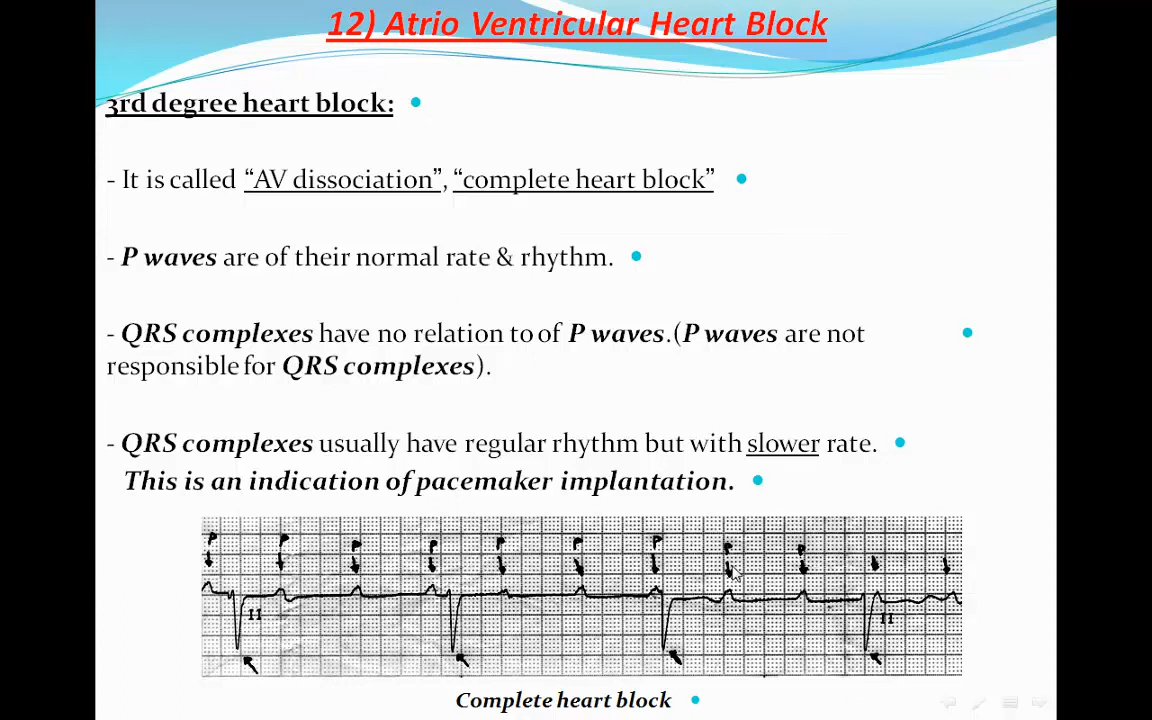 12) Atrio Ventricular Heart Block
3rd degree heart block: •
- It is called “AV dissociation”, “complete heart block” •
- P waves are of their normal rate & rhythm. •
- QRS complexes have no relation to of P waves.(P waves are not •
responsible for QRS complexes).
- QRS complexes usually have regular rhythm but with slower rate. •
This is an indication of pacemaker implantation. •
P P P P P P P P P
II II
Complete heart block •